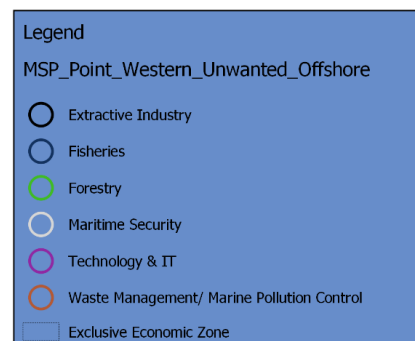 Legend
MSP_Point_Western_Unwanted_Offshore
Extractive Industry
Fisheries
Forestry
Maritime Security
Technology & IT
Waste Management/ Marine Pollution Control
Exclusive Economic Zone